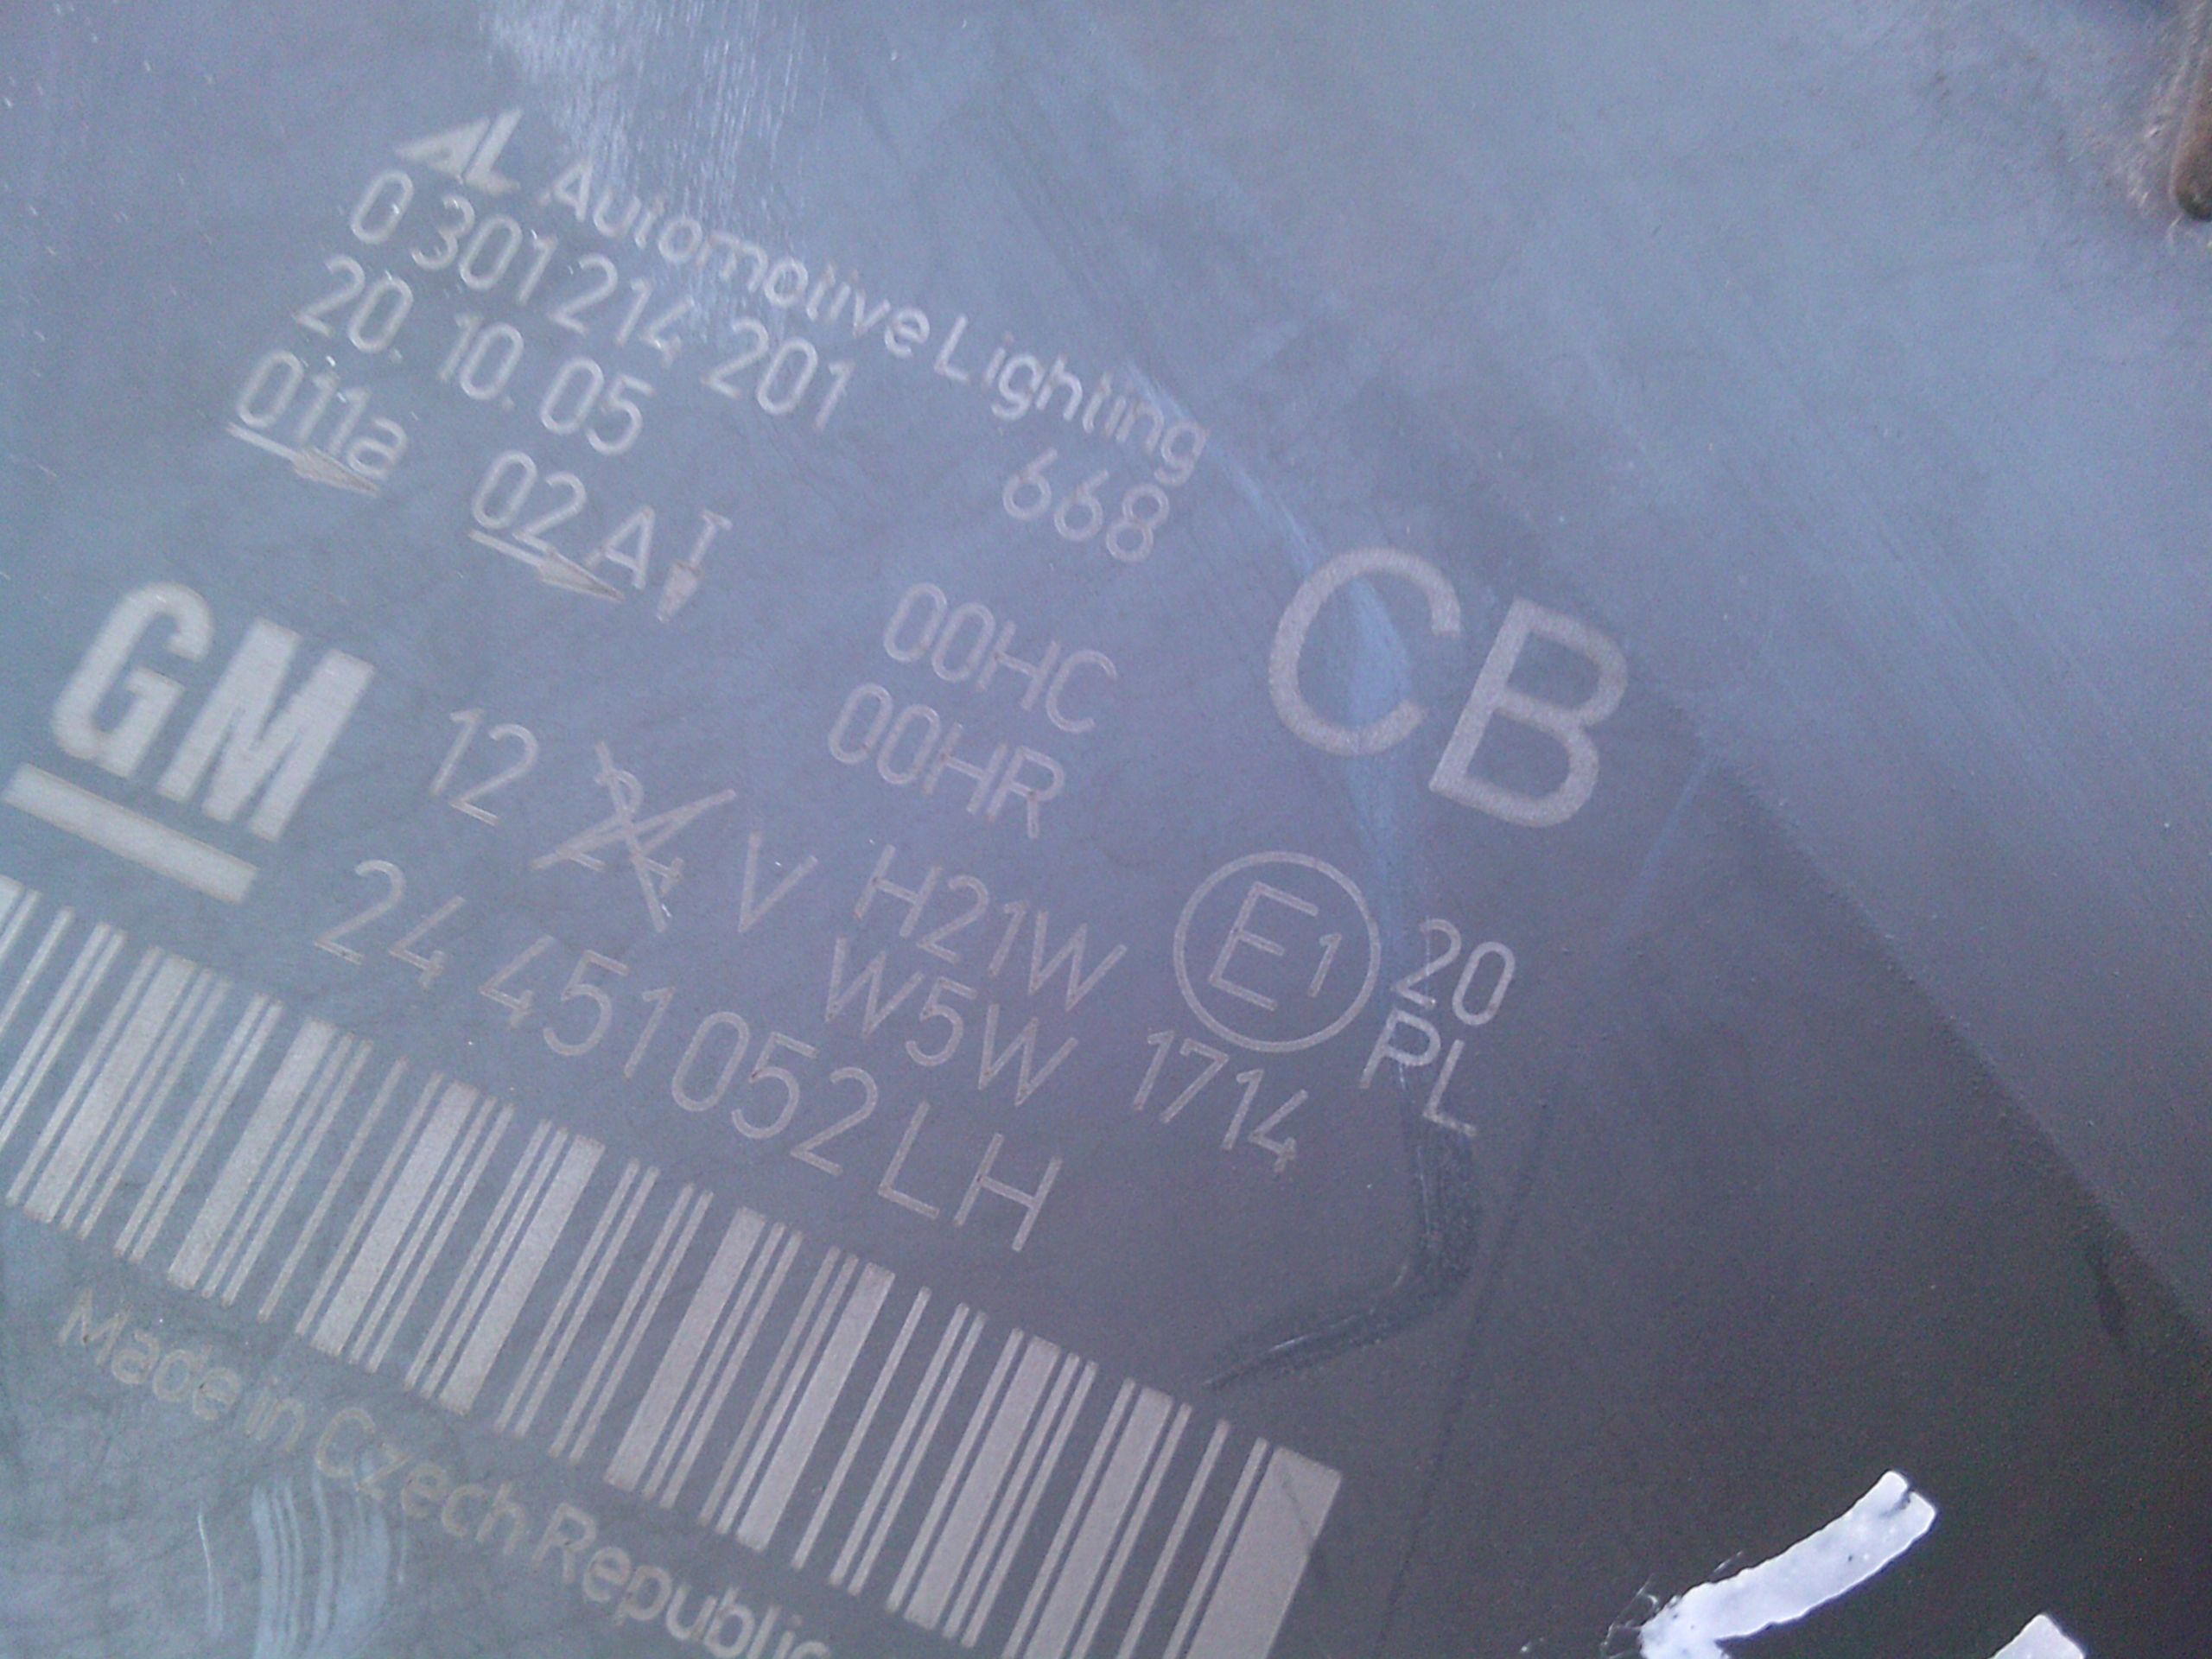 AL Automotive Lighting
0 301 214 201 668
20.10.05
011a 02A
00HC
00HR
CB
GM
12 24 V H21W
W5W
E1
20
PL
1714
24 451 052 LH
Made in Czech Republic